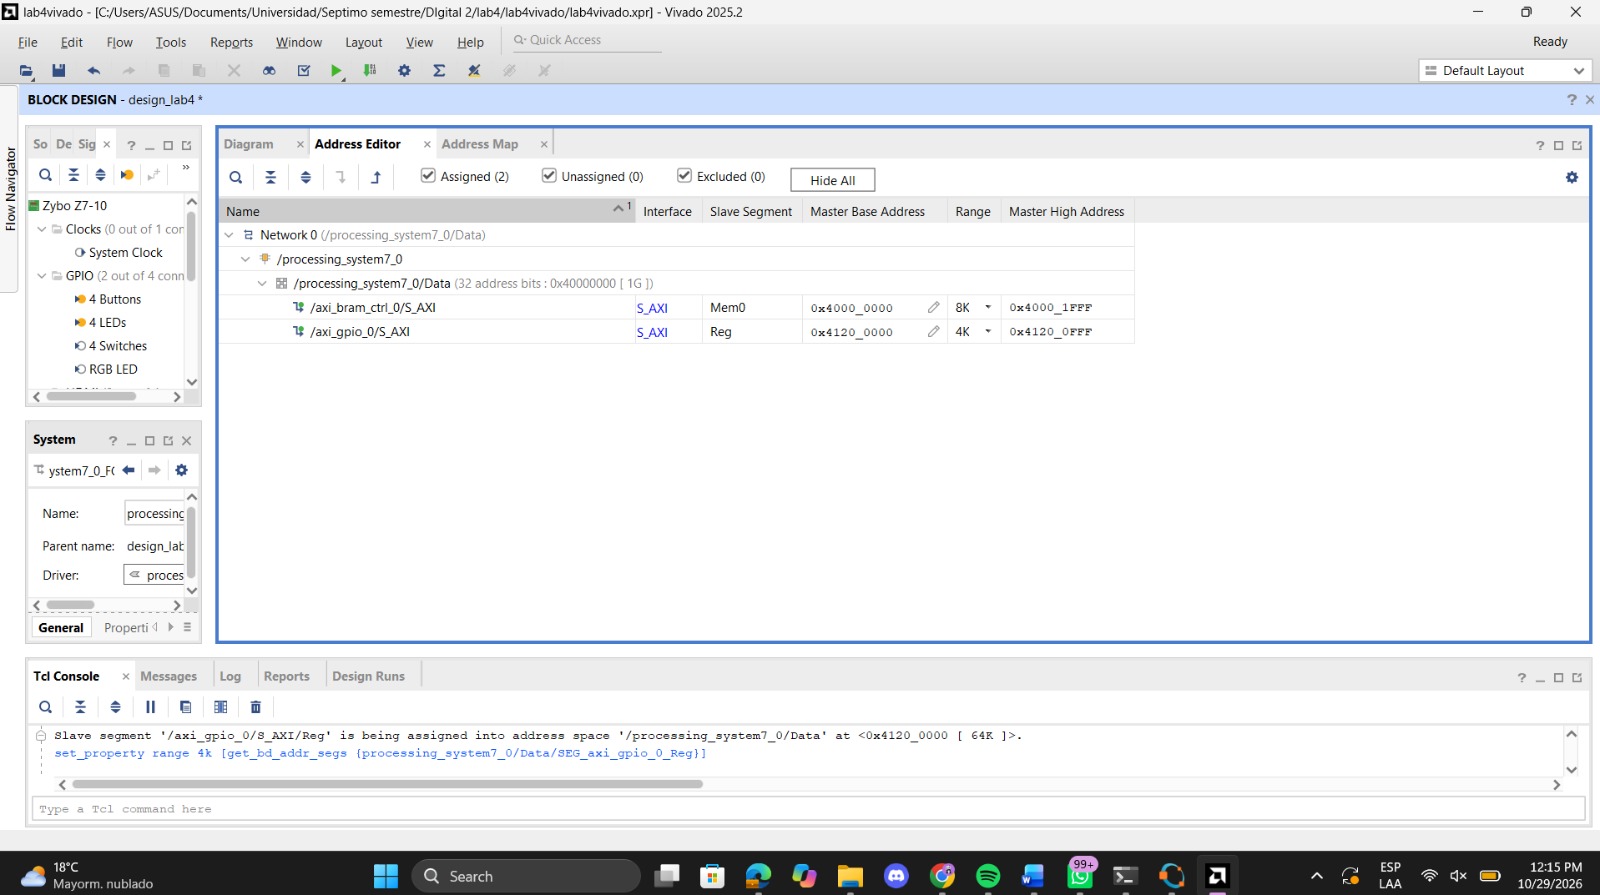 lab4vivado - [C:/Users/ASUS/Documents/Universidad/Septimo semestre/DIgital 2/lab4/lab4vivado/lab4vivado.xpr] - Vivado 2025.2
File Edit Flow Tools Reports Window Layout View Help Quick Access Ready
Default Layout
BLOCK DESIGN - design_lab4 *
Flow Navigator
So De Sig
Zybo Z7-10
Clocks (0 out of 1 con
System Clock
GPIO (2 out of 4 conn
4 Buttons
4 LEDs
4 Switches
RGB LED
System
ystem7_0_F
Name: processing
Parent name: design_lab
Driver: proces
General Properti
Diagram Address Editor Address Map
Assigned (2) Unassigned (0) Excluded (0) Hide All
Name 1 Interface Slave Segment Master Base Address Range Master High Address
Network 0 (/processing_system7_0/Data)
/processing_system7_0
/processing_system7_0/Data (32 address bits : 0x40000000 [ 1G ])
/axi_bram_ctrl_0/S_AXI S_AXI Mem0 0x4000_0000 8K 0x4000_1FFF
/axi_gpio_0/S_AXI S_AXI Reg 0x4120_0000 4K 0x4120_0FFF
Tcl Console Messages Log Reports Design Runs
Slave segment '/axi_gpio_0/S_AXI/Reg' is being assigned into address space '/processing_system7_0/Data' at <0x4120_0000 [ 64K ]>.
set_property range 4k [get_bd_addr_segs {processing_system7_0/Data/SEG_axi_gpio_0_Reg}]
Type a Tcl command here
18°C
Mayorm. nublado
Search
99+
ESP
LAA
12:15 PM
10/29/2026